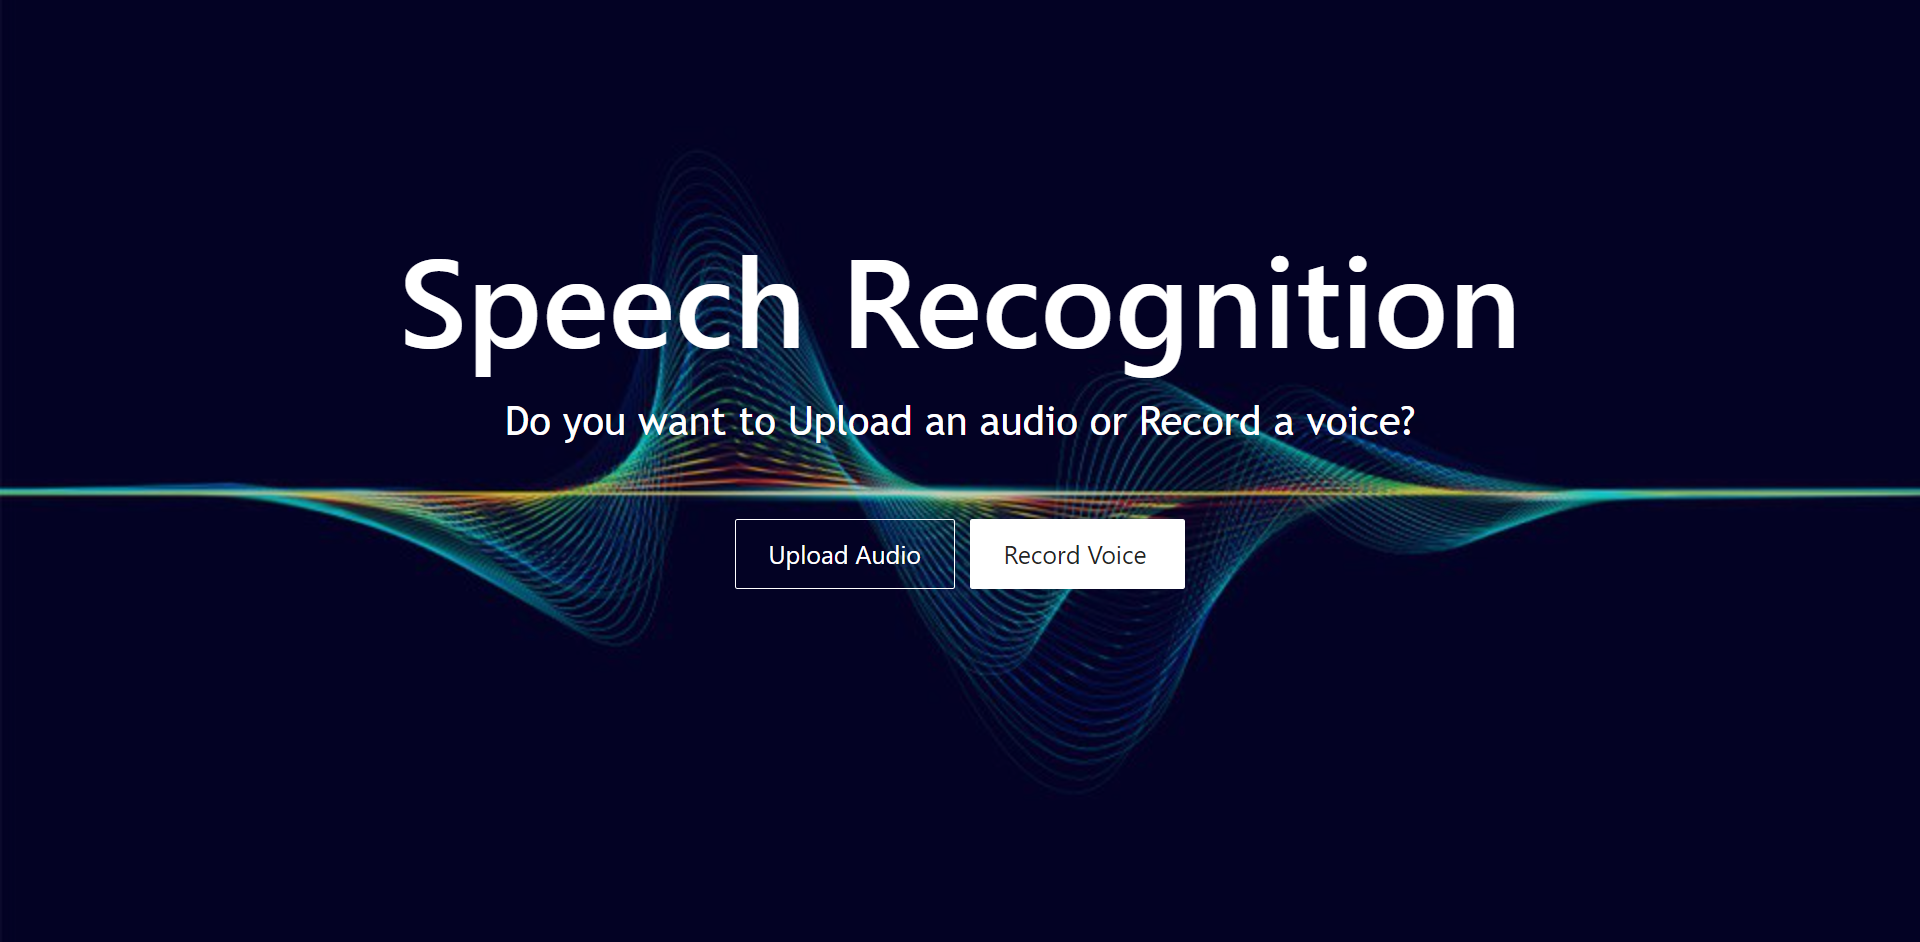 Speech Recognition
Do you want to Upload an audio or Record a voice?
Upload Audio
Record Voice